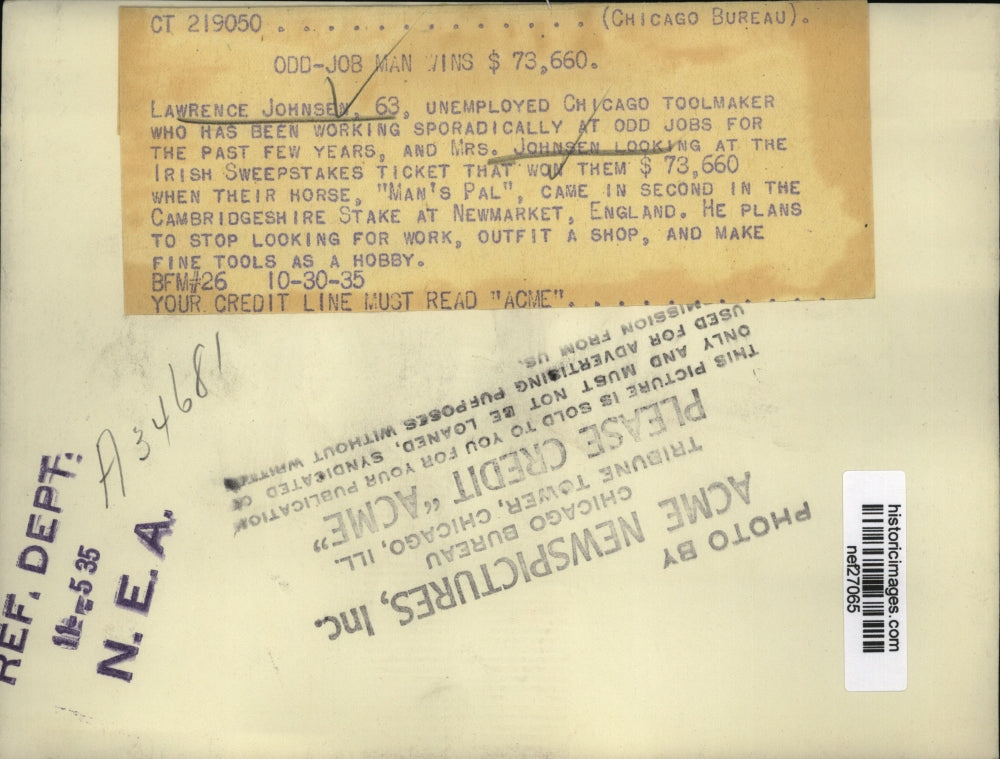 CT 219050 . . . . . . . . . . . . . (CHICAGO BUREAU).
ODD-JOB MAN WINS $ 73,660.
LAWRENCE JOHNSEN, 63, UNEMPLOYED CHICAGO TOOLMAKER
WHO HAS BEEN WORKING SPORADICALLY AT ODD JOBS FOR
THE PAST FEW YEARS, AND MRS. JOHNSEN LOOKING AT THE
IRISH SWEEPSTAKES TICKET THAT WON THEM $ 73,660
WHEN THEIR HORSE, "MAN'S PAL", CAME IN SECOND IN THE
CAMBRIDGESHIRE STAKE AT NEWMARKET, ENGLAND. HE PLANS
TO STOP LOOKING FOR WORK, OUTFIT A SHOP, AND MAKE
FINE TOOLS AS A HOBBY.
BFM#26 10-30-35
YOUR CREDIT LINE MUST READ "ACME". . . . . . . . . . . .
A34681
REF. DEPT.
11-5 35
N. E. A.
PHOTO BY
ACME NEWSPICTURES, Inc.
CHICAGO BUREAU
TRIBUNE TOWER, CHICAGO, ILL.
PLEASE CREDIT "ACME"
THIS PICTURE IS SOLD TO YOU FOR YOUR PUBLICATION
ONLY AND MUST NOT BE LOANED, SYNDICATED OR
USED FOR ADVERTISING PURPOSES WITHOUT WRITTEN
PERMISSION FROM US.
historicimages.com
nef27065